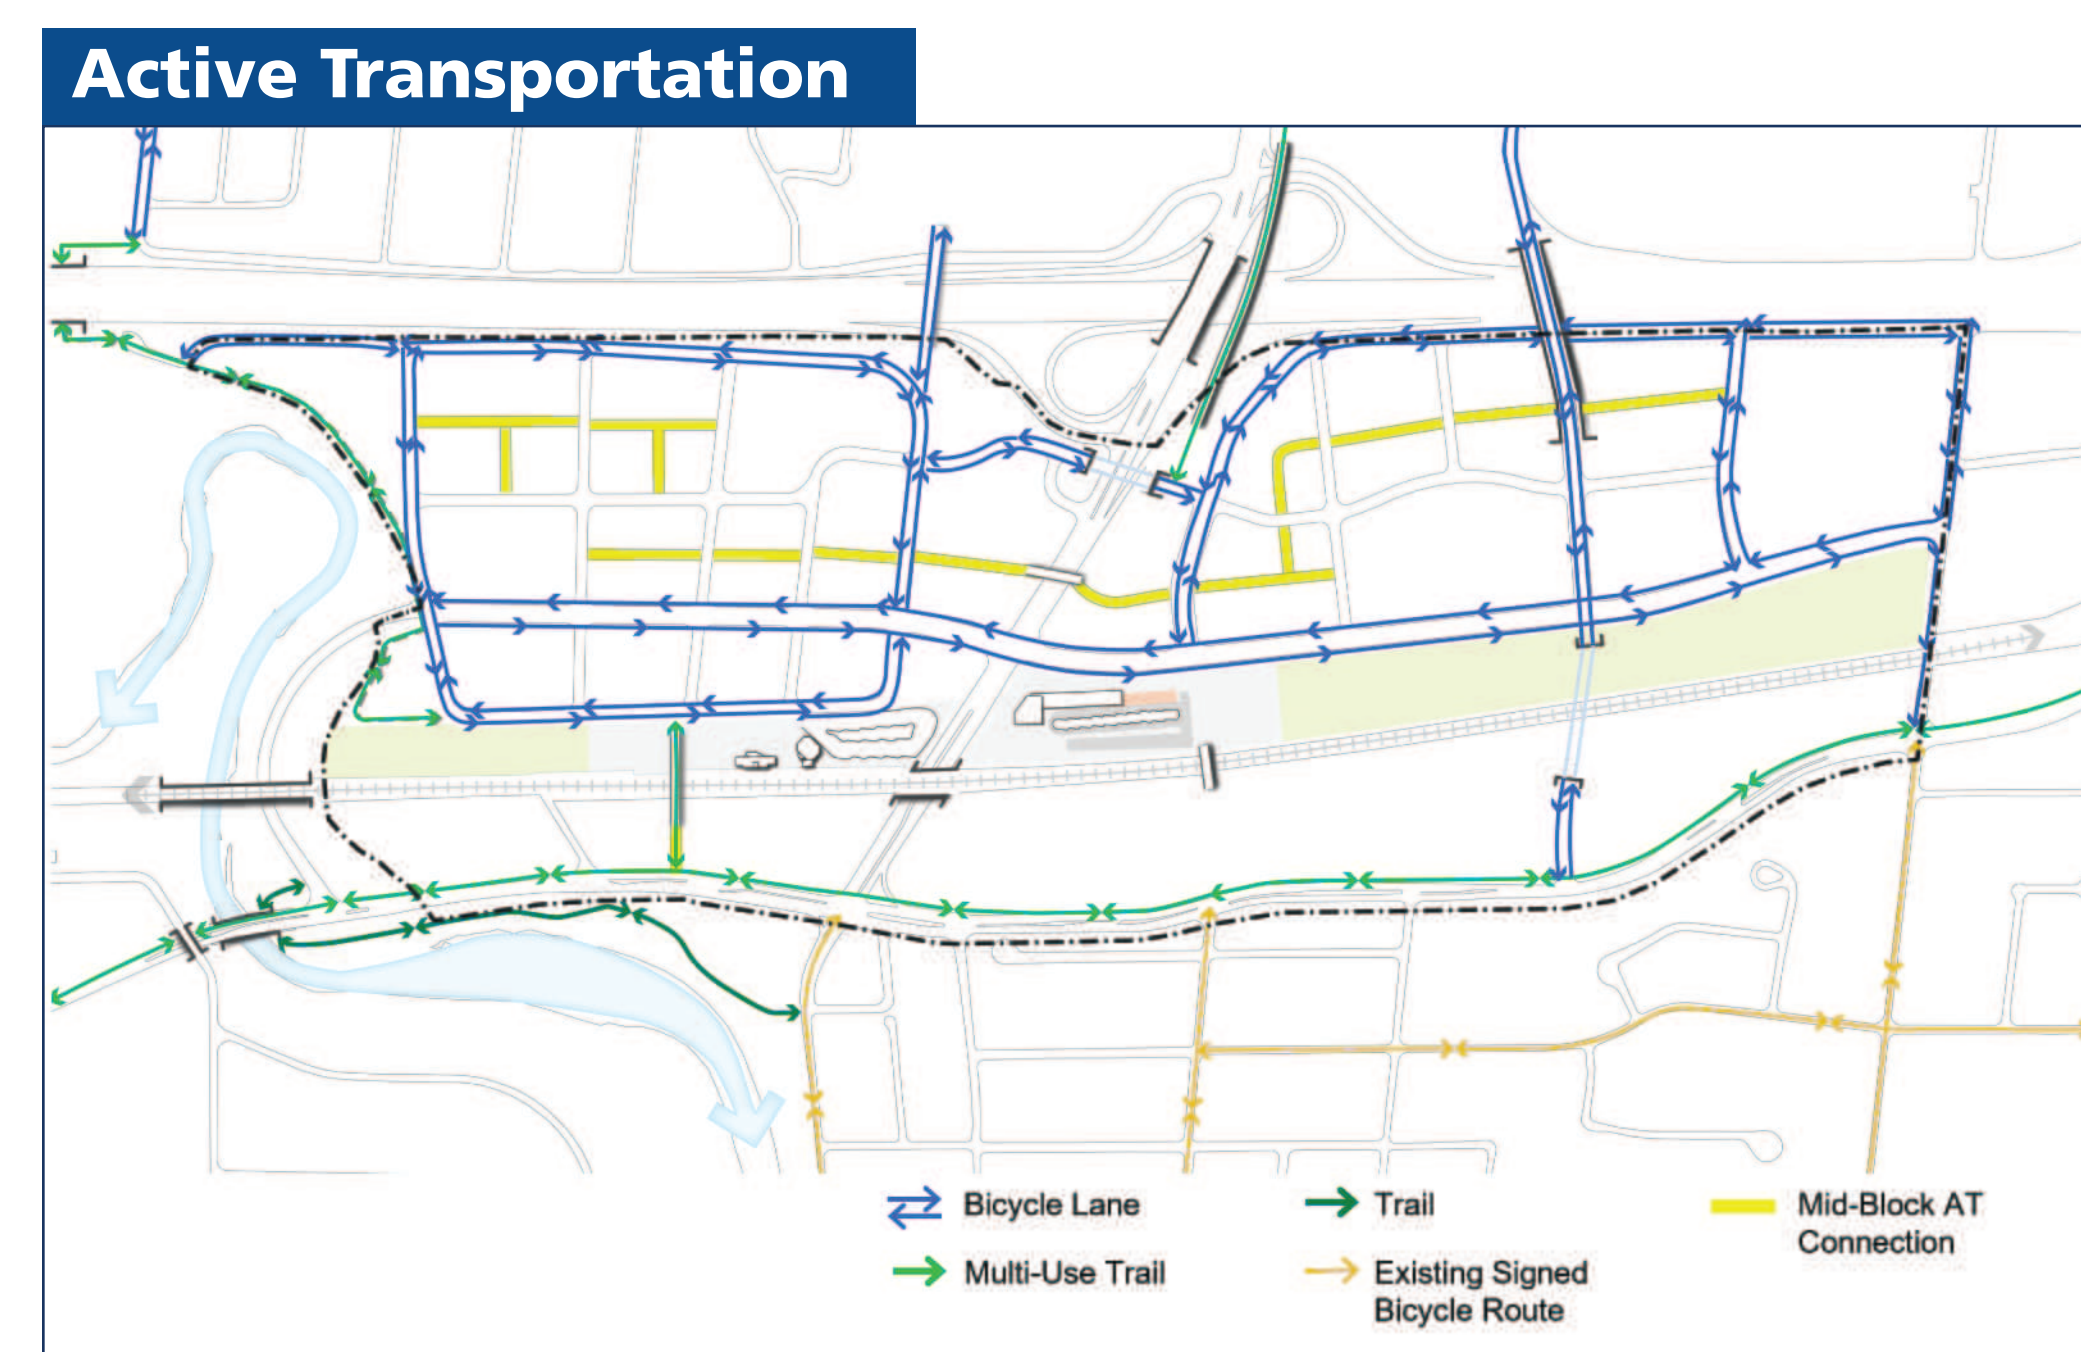 Active Transportation
Bicycle Lane
Trail
Mid-Block AT
Connection
Multi-Use Trail
Existing Signed
Bicycle Route